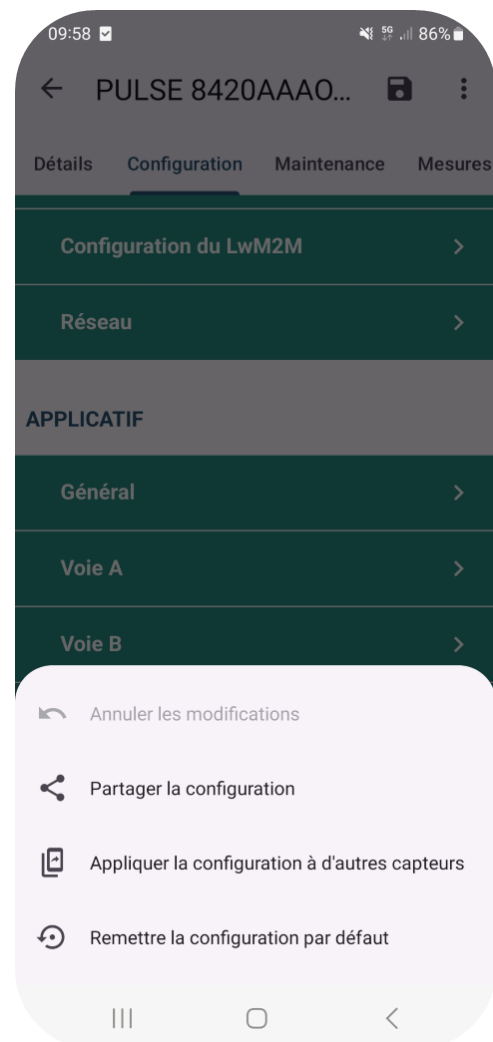 09:58 5G 86%
PULSE 8420AAAO...
Détails Configuration Maintenance Mesures
Configuration du LwM2M
Réseau
APPLICATIF
Général
Voie A
Voie B
Annuler les modifications
Partager la configuration
Appliquer la configuration à d'autres capteurs
Remettre la configuration par défaut